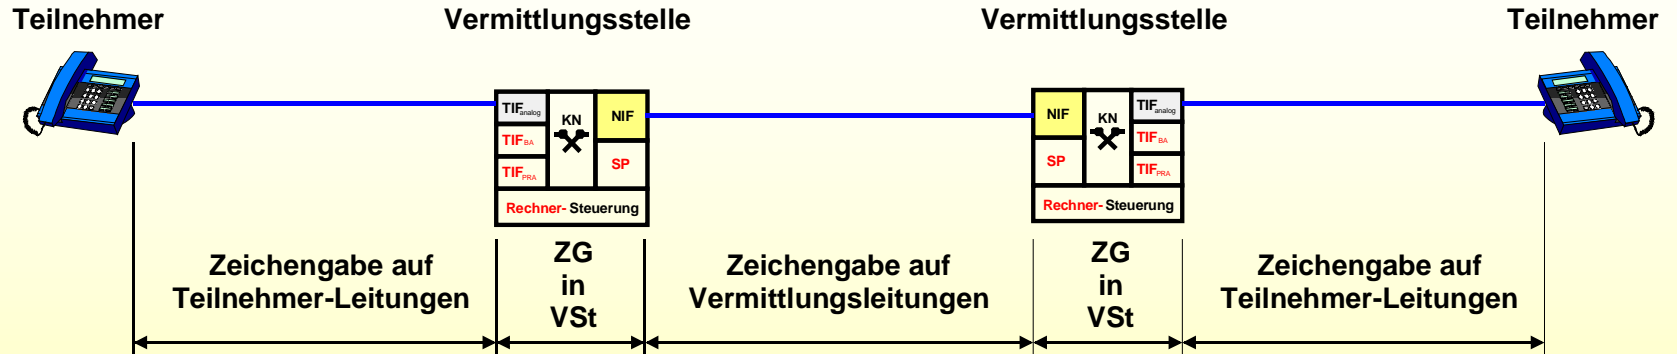 Teilnehmer Vermittlungsstelle Vermittlungsstelle Teilnehmer
TIFanalog KN NIF NIF KN TIFanalog
TIFBA TIFBA
SP SP
TIFPRA TIFPRA
Rechner- Steuerung Rechner- Steuerung
Zeichengabe auf
Teilnehmer-Leitungen
ZG
in
VSt
Zeichengabe auf
Vermittlungsleitungen
ZG
in
VSt
Zeichengabe auf
Teilnehmer-Leitungen